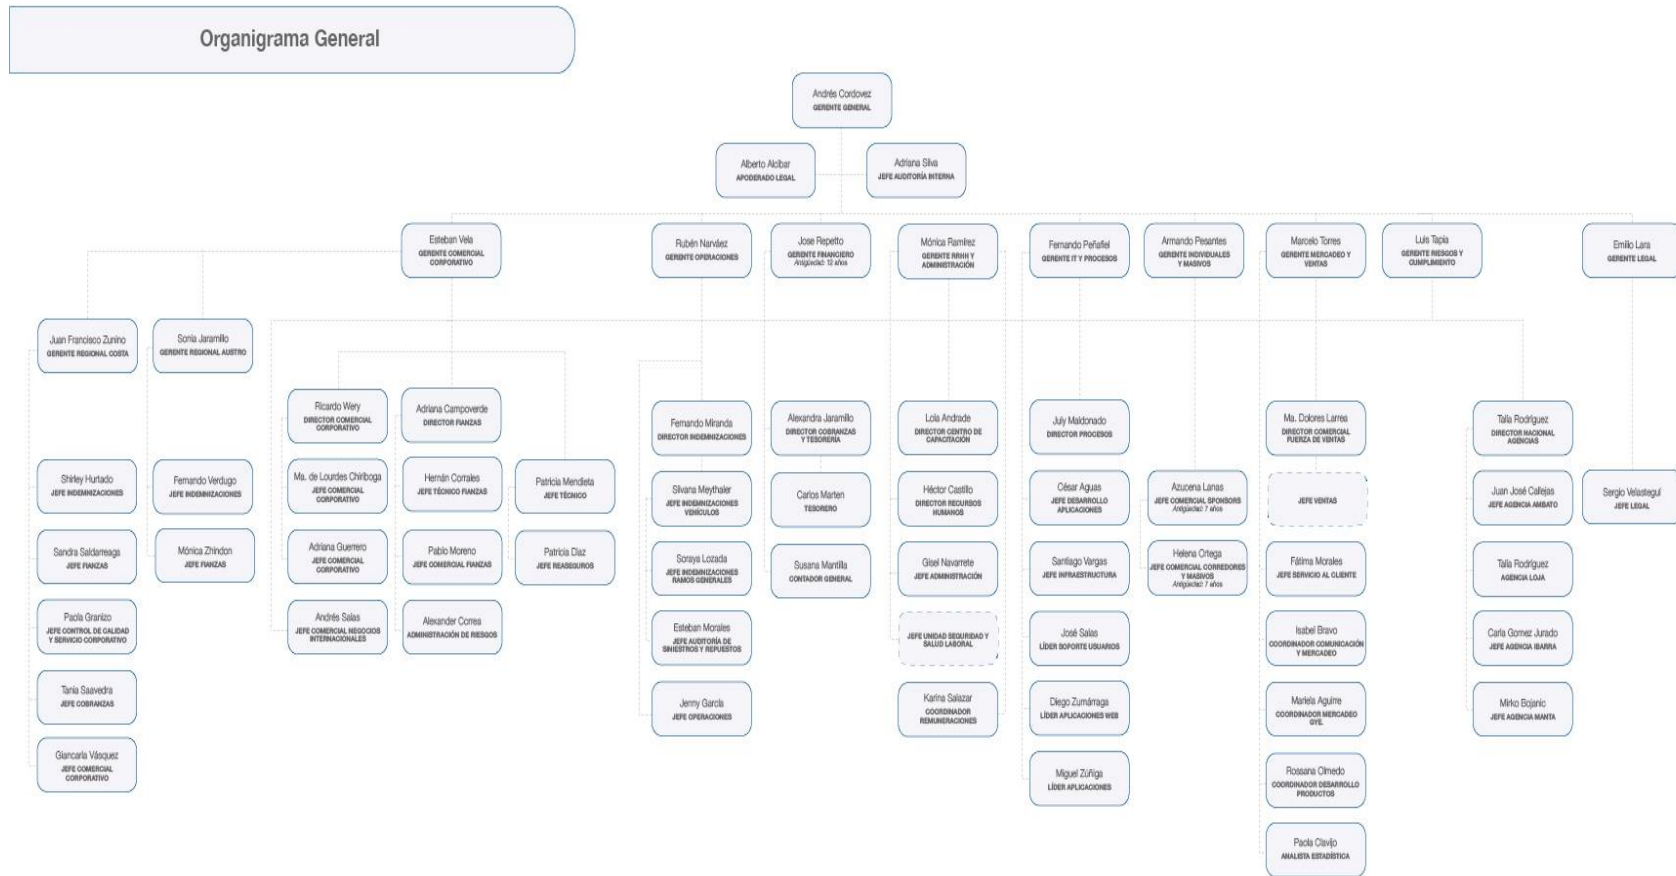 Organigrama General
Andrés Cordovez
GERENTE GENERAL
Alberto Alcibar
APODERADO LEGAL
Adriana Silva
JEFE AUDITORÍA INTERNA
Esteban Vela
GERENTE COMERCIAL
CORPORATIVO
Rubén Narváez
GERENTE OPERACIONES
Jose Repetto
GERENTE FINANCIERO
Antigüedad: 12 años
Mónica Ramírez
GERENTE RRHH Y
ADMINISTRACIÓN
Fernando Peñafiel
GERENTE IT Y PROCESOS
Armando Pesantes
GERENTE INDIVIDUALES
Y MASIVOS
Marcelo Torres
GERENTE MERCADEO Y
VENTAS
Luis Tapia
GERENTE RIESGOS Y
CUMPLIMIENTO
Emilio Lara
GERENTE LEGAL
Juan Francisco Zunino
GERENTE REGIONAL COSTA
Sonia Jaramillo
GERENTE REGIONAL AUSTRO
Shirley Hurtado
JEFE INDEMNIZACIONES
Sandra Saldarreaga
JEFE FIANZAS
Paola Granizo
JEFE CONTROL DE CALIDAD
Y SERVICIO CORPORATIVO
Tania Saavedra
JEFE COBRANZAS
Giancarla Vásquez
JEFE COMERCIAL
CORPORATIVO
Fernando Verdugo
JEFE INDEMNIZACIONES
Mónica Zhindon
JEFE FIANZAS
Ricardo Wery
DIRECTOR COMERCIAL
CORPORATIVO
Ma. de Lourdes Chiriboga
JEFE COMERCIAL
CORPORATIVO
Adriana Guerrero
JEFE COMERCIAL
CORPORATIVO
Andrés Salas
JEFE COMERCIAL NEGOCIOS
INTERNACIONALES
Adriana Campoverde
DIRECTOR FIANZAS
Hernán Corrales
JEFE TÉCNICO FIANZAS
Pablo Moreno
JEFE COMERCIAL FIANZAS
Alexander Correa
ADMINISTRACIÓN DE RIESGOS
Patricia Mendieta
JEFE TÉCNICO
Patricia Díaz
JEFE REASEGUROS
Fernando Miranda
DIRECTOR INDEMNIZACIONES
Silvana Meythaler
JEFE INDEMNIZACIONES
VEHÍCULOS
Soraya Lozada
JEFE INDEMNIZACIONES
RAMOS GENERALES
Esteban Morales
JEFE AUDITORÍA DE
SINIESTROS Y REPUESTOS
Jenny García
JEFE OPERACIONES
Alexandra Jaramillo
DIRECTOR COBRANZAS
Y TESORERÍA
Carlos Marten
TESORERO
Susana Mantilla
CONTADOR GENERAL
Lola Andrade
DIRECTOR CENTRO DE
CAPACITACIÓN
Héctor Castillo
DIRECTOR RECURSOS
HUMANOS
Gisel Navarrete
JEFE ADMINISTRACIÓN
JEFE UNIDAD SEGURIDAD Y
SALUD LABORAL
Karina Salazar
COORDINADOR
REMUNERACIONES
July Maldonado
DIRECTOR PROCESOS
César Aguas
JEFE DESARROLLO
APLICACIONES
Santiago Vargas
JEFE INFRAESTRUCTURA
José Salas
LÍDER SOPORTE USUARIOS
Diego Zumárraga
LÍDER APLICACIONES WEB
Miguel Zúñiga
LÍDER APLICACIONES
Azucena Lanas
JEFE COMERCIAL SPONSORS
Antigüedad: 7 años
Helena Ortega
JEFE COMERCIAL CORREDORES
Y MASIVOS
Antigüedad: 7 años
Ma. Dolores Larrea
DIRECTOR COMERCIAL
FUERZA DE VENTAS
JEFE VENTAS
Fátima Morales
JEFE SERVICIO AL CLIENTE
Isabel Bravo
COORDINADOR COMUNICACIÓN
Y MERCADEO
Mariela Aguirre
COORDINADOR MERCADEO
GYE.
Rossana Olmedo
COORDINADOR DESARROLLO
PRODUCTOS
Paola Clavijo
ANALISTA ESTADÍSTICA
Talía Rodríguez
DIRECTOR NACIONAL
AGENCIAS
Juan José Callejas
JEFE AGENCIA AMBATO
Talía Rodríguez
AGENCIA LOJA
Carla Gomez Jurado
JEFE AGENCIA IBARRA
Mirko Bojanic
JEFE AGENCIA MANTA
Sergio Velastegui
JEFE LEGAL